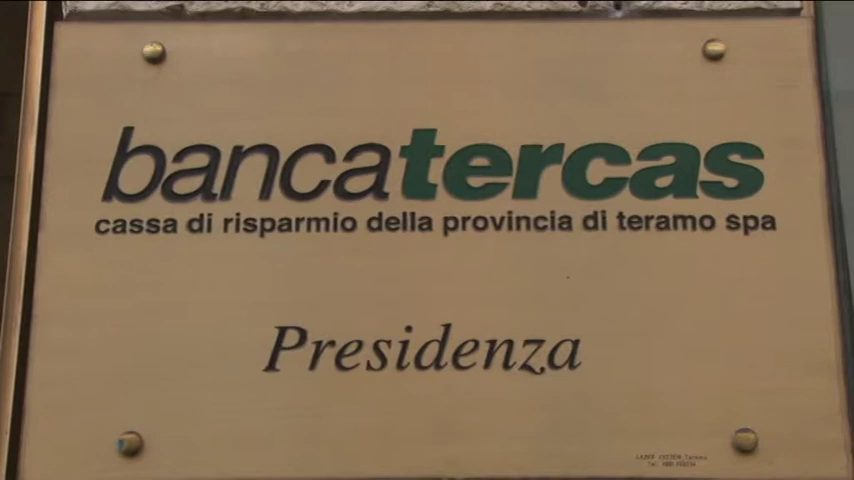 bancatercas
cassa di risparmio della provincia di teramo spa
Presidenza